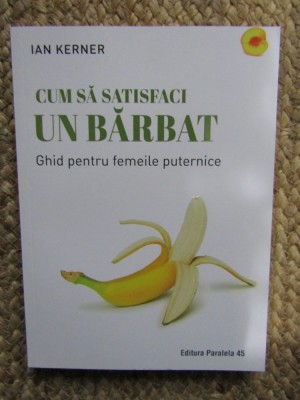 IAN KERNER
CUM SĂ SATISFACI
UN BĂRBAT
Ghid pentru femeile puternice
Editura Paralela 45